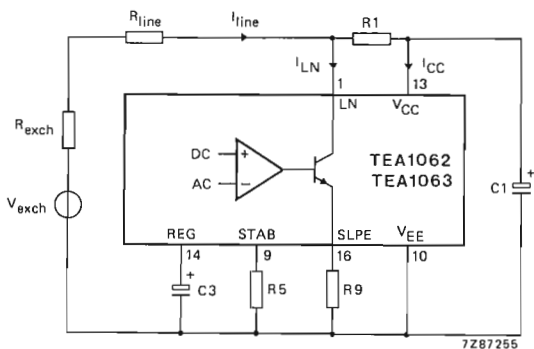 Rline
Iline
R1
ILN
ICC
1
13
LN
VCC
Rexch
DC
+
TEA1062
AC
−
TEA1063
C1
+
Vexch
REG
STAB
SLPE
VEE
14
9
16
10
+
C3
R5
R9
7Z87255